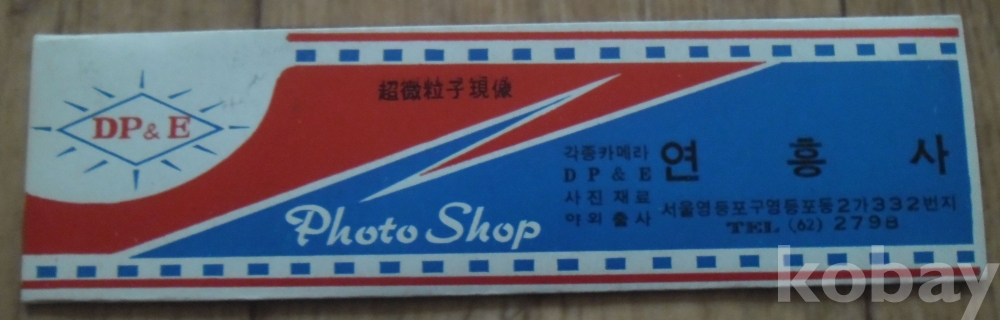 DP & E
超微粒子現像
각종카메라
DP & E
사진재료
야외출사
연흥사
서울영등포구영등포동2가332번지
TEL (62) 2798
Photo Shop
kobay